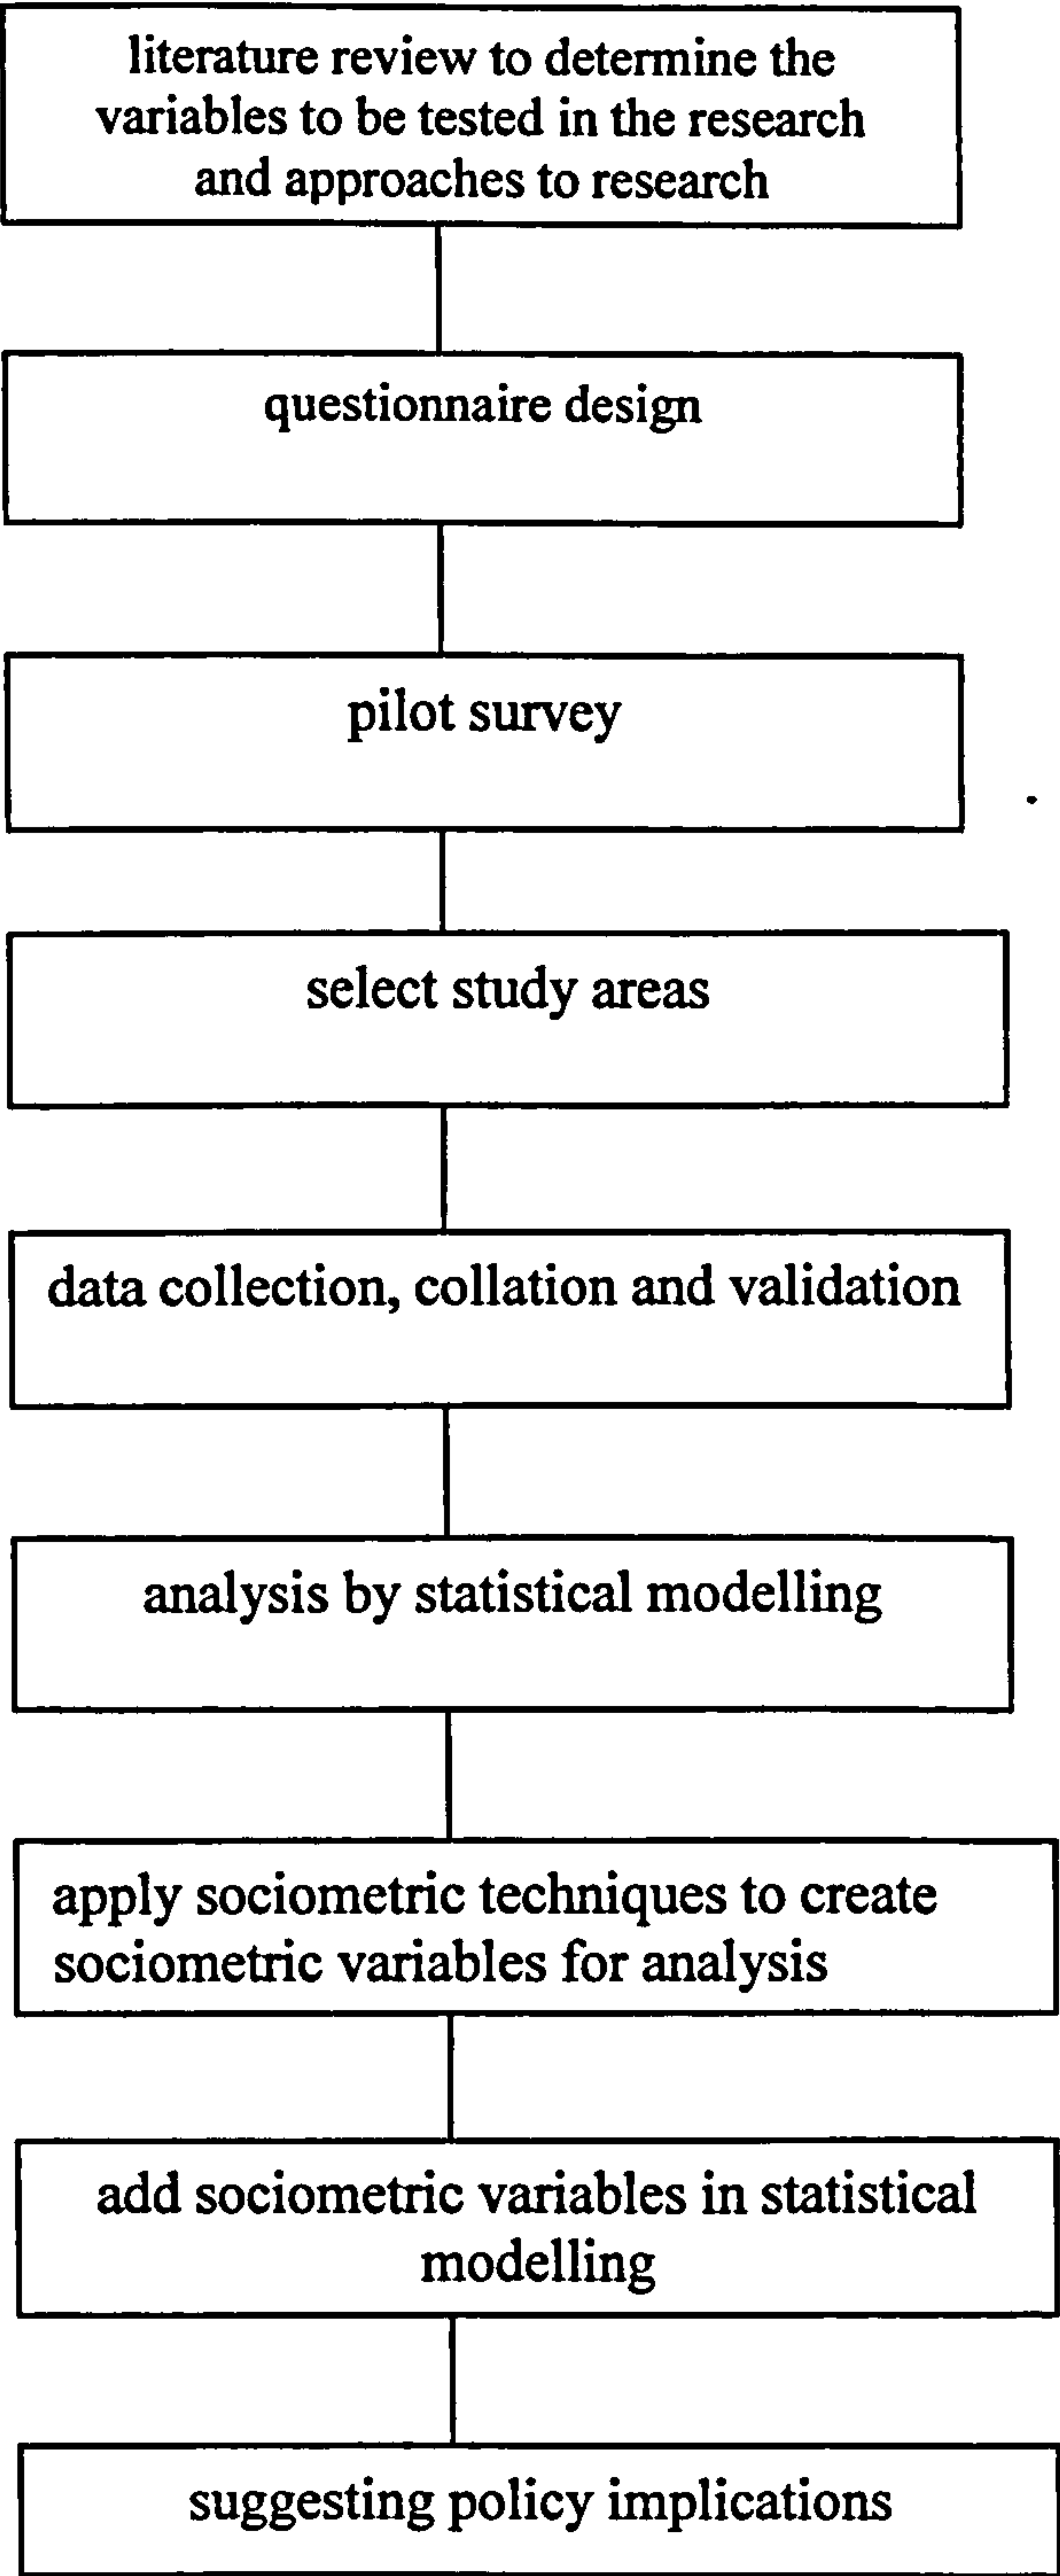 literature review to determine the
variables to be tested in the research
and approaches to research
questionnaire design
pilot survey
select study areas
data collection, collation and validation
analysis by statistical modelling
apply sociometric techniques to create
sociometric variables for analysis
add sociometric variables in statistical
modelling
suggesting policy implications